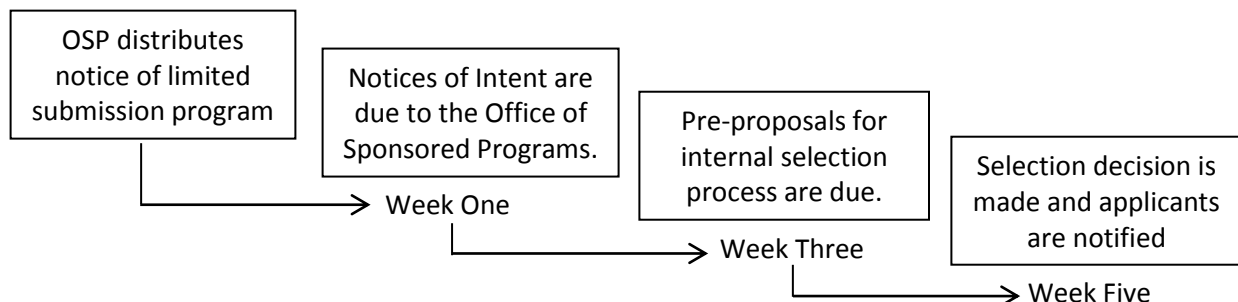 OSP distributes
notice of limited
submission program
Notices of Intent are
due to the Office of
Sponsored Programs.
Week One
Pre-proposals for
internal selection
process are due.
Week Three
Selection decision is
made and applicants
are notified
Week Five